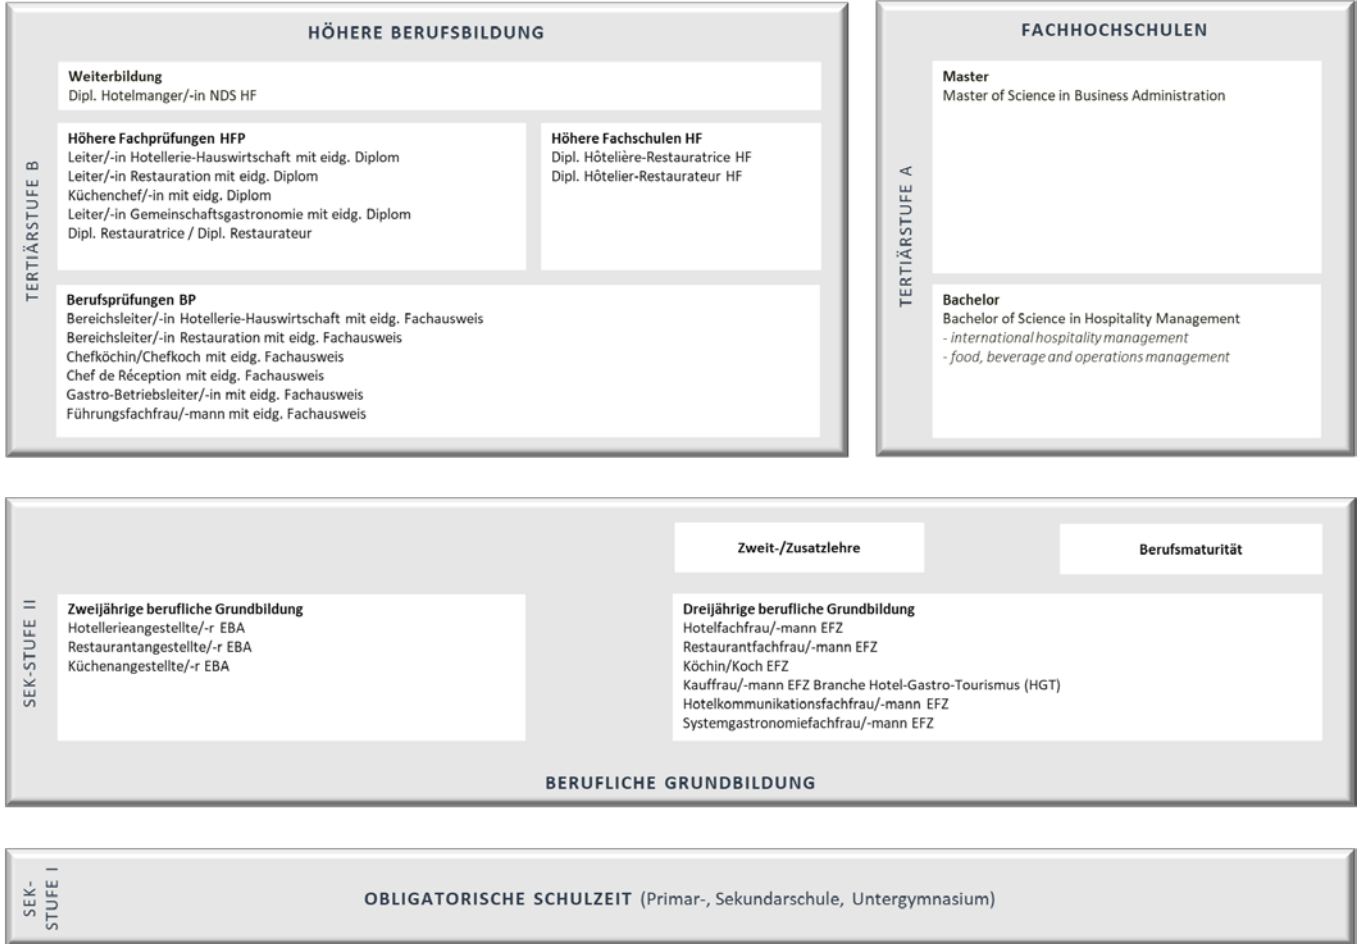 HÖHERE BERUFSBILDUNG
TERTIÄRSTUFE B
Weiterbildung
Dipl. Hotelmanger/-in NDS HF
Höhere Fachprüfungen HFP
Leiter/-in Hotellerie-Hauswirtschaft mit eidg. Diplom
Leiter/-in Restauration mit eidg. Diplom
Küchenchef/-in mit eidg. Diplom
Leiter/-in Gemeinschaftsgastronomie mit eidg. Diplom
Dipl. Restauratrice / Dipl. Restaurateur
Höhere Fachschulen HF
Dipl. Hôtelière-Restauratrice HF
Dipl. Hôtelier-Restaurateur HF
Berufsprüfungen BP
Bereichsleiter/-in Hotellerie-Hauswirtschaft mit eidg. Fachausweis
Bereichsleiter/-in Restauration mit eidg. Fachausweis
Chefköchin/Chefkoch mit eidg. Fachausweis
Chef de Réception mit eidg. Fachausweis
Gastro-Betriebsleiter/-in mit eidg. Fachausweis
Führungsfachfrau/-mann mit eidg. Fachausweis
FACHHOCHSCHULEN
TERTIÄRSTUFE A
Master
Master of Science in Business Administration
Bachelor
Bachelor of Science in Hospitality Management
- international hospitality management
- food, beverage and operations management
SEK-STUFE II
Zweit-/Zusatzlehre
Berufsmaturität
Zweijährige berufliche Grundbildung
Hotellerieangestellte/-r EBA
Restaurantangestellte/-r EBA
Küchenangestellte/-r EBA
Dreijährige berufliche Grundbildung
Hotelfachfrau/-mann EFZ
Restaurantfachfrau/-mann EFZ
Köchin/Koch EFZ
Kauffrau/-mann EFZ Branche Hotel-Gastro-Tourismus (HGT)
Hotelkommunikationsfachfrau/-mann EFZ
Systemgastronomiefachfrau/-mann EFZ
BERUFLICHE GRUNDBILDUNG
SEK-
STUFE I
OBLIGATORISCHE SCHULZEIT (Primar-, Sekundarschule, Untergymnasium)